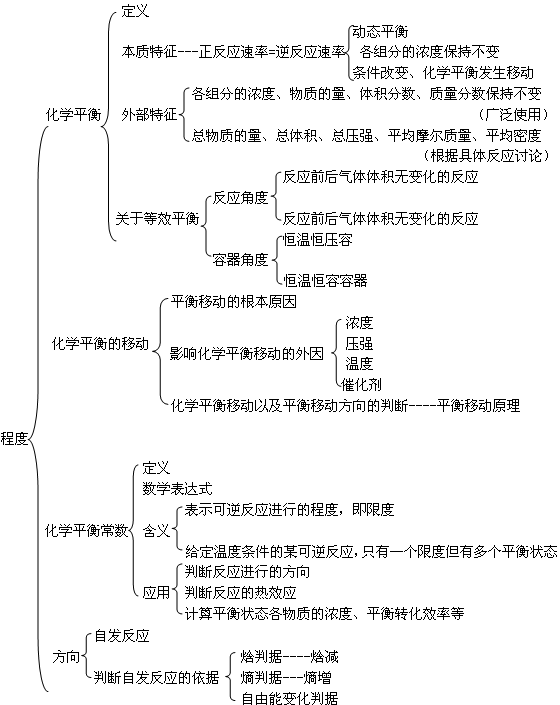 定义
本质特征---正反应速率=逆反应速率
动态平衡
各组分的浓度保持不变
条件改变、化学平衡发生移动
化学平衡
外部特征
各组分的浓度、物质的量、体积分数、质量分数保持不变
(广泛使用)
总物质的量、总体积、总压强、平均摩尔质量、平均密度
(根据具体反应讨论)
关于等效平衡
反应角度
反应前后气体体积无变化的反应
反应前后气体体积无变化的反应
容器角度
恒温恒压容
恒温恒容容器
化学平衡的移动
平衡移动的根本原因
影响化学平衡移动的外因
浓度
压强
温度
催化剂
化学平衡移动以及平衡移动方向的判断----平衡移动原理
程度
化学平衡常数
定义
数学表达式
含义
表示可逆反应进行的程度，即限度
给定温度条件的某可逆反应,只有一个限度但有多个平衡状态
应用
判断反应进行的方向
判断反应的热效应
计算平衡状态各物质的浓度、平衡转化效率等
方向
自发反应
判断自发反应的依据
焓判据----焓减
熵判据----熵增
自由能变化判据